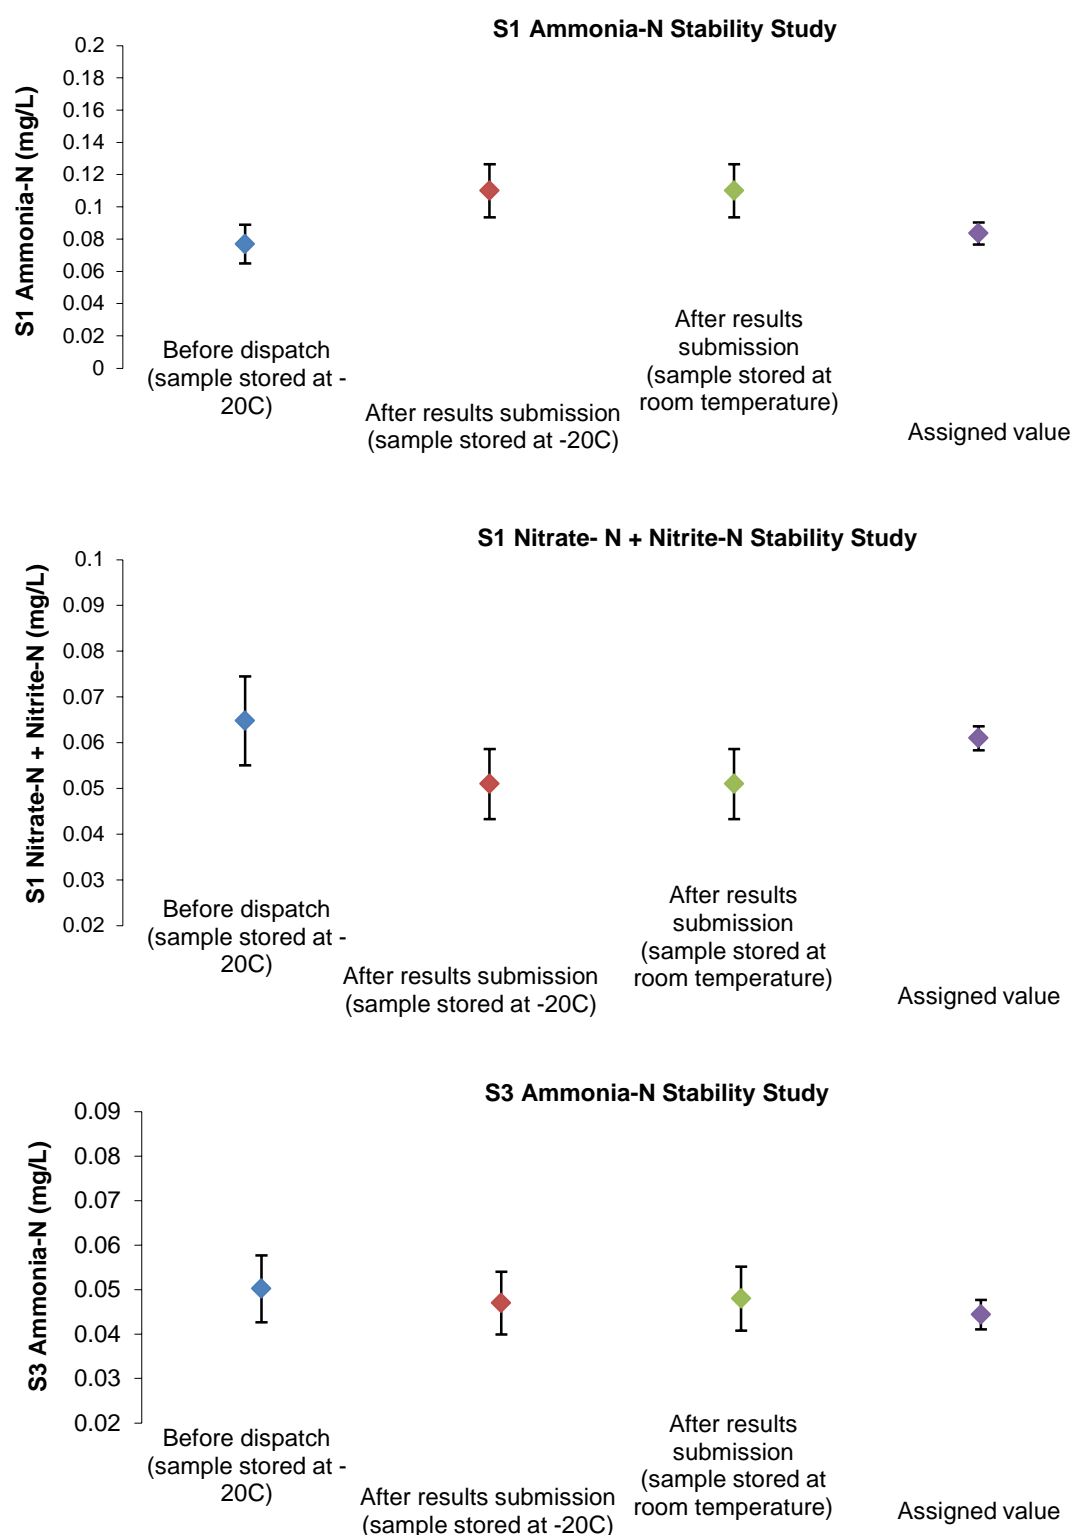 S1 Ammonia-N Stability Study
S1 Ammonia-N (mg/L)
0.2
0.18
0.16
0.14
0.12
0.1
0.08
0.06
0.04
0.02
0
Before dispatch
(sample stored at -
20C)
After results submission
(sample stored at -20C)
After results
submission
(sample stored at
room temperature)
Assigned value
S1 Nitrate- N + Nitrite-N Stability Study
S1 Nitrate-N + Nitrite-N (mg/L)
0.1
0.09
0.08
0.07
0.06
0.05
0.04
0.03
0.02
Before dispatch
(sample stored at -
20C)
After results submission
(sample stored at -20C)
After results
submission
(sample stored at
room temperature)
Assigned value
S3 Ammonia-N Stability Study
S3 Ammonia-N (mg/L)
0.09
0.08
0.07
0.06
0.05
0.04
0.03
0.02
Before dispatch
(sample stored at -
20C)
After results submission
(sample stored at -20C)
After results
submission
(sample stored at
room temperature)
Assigned value